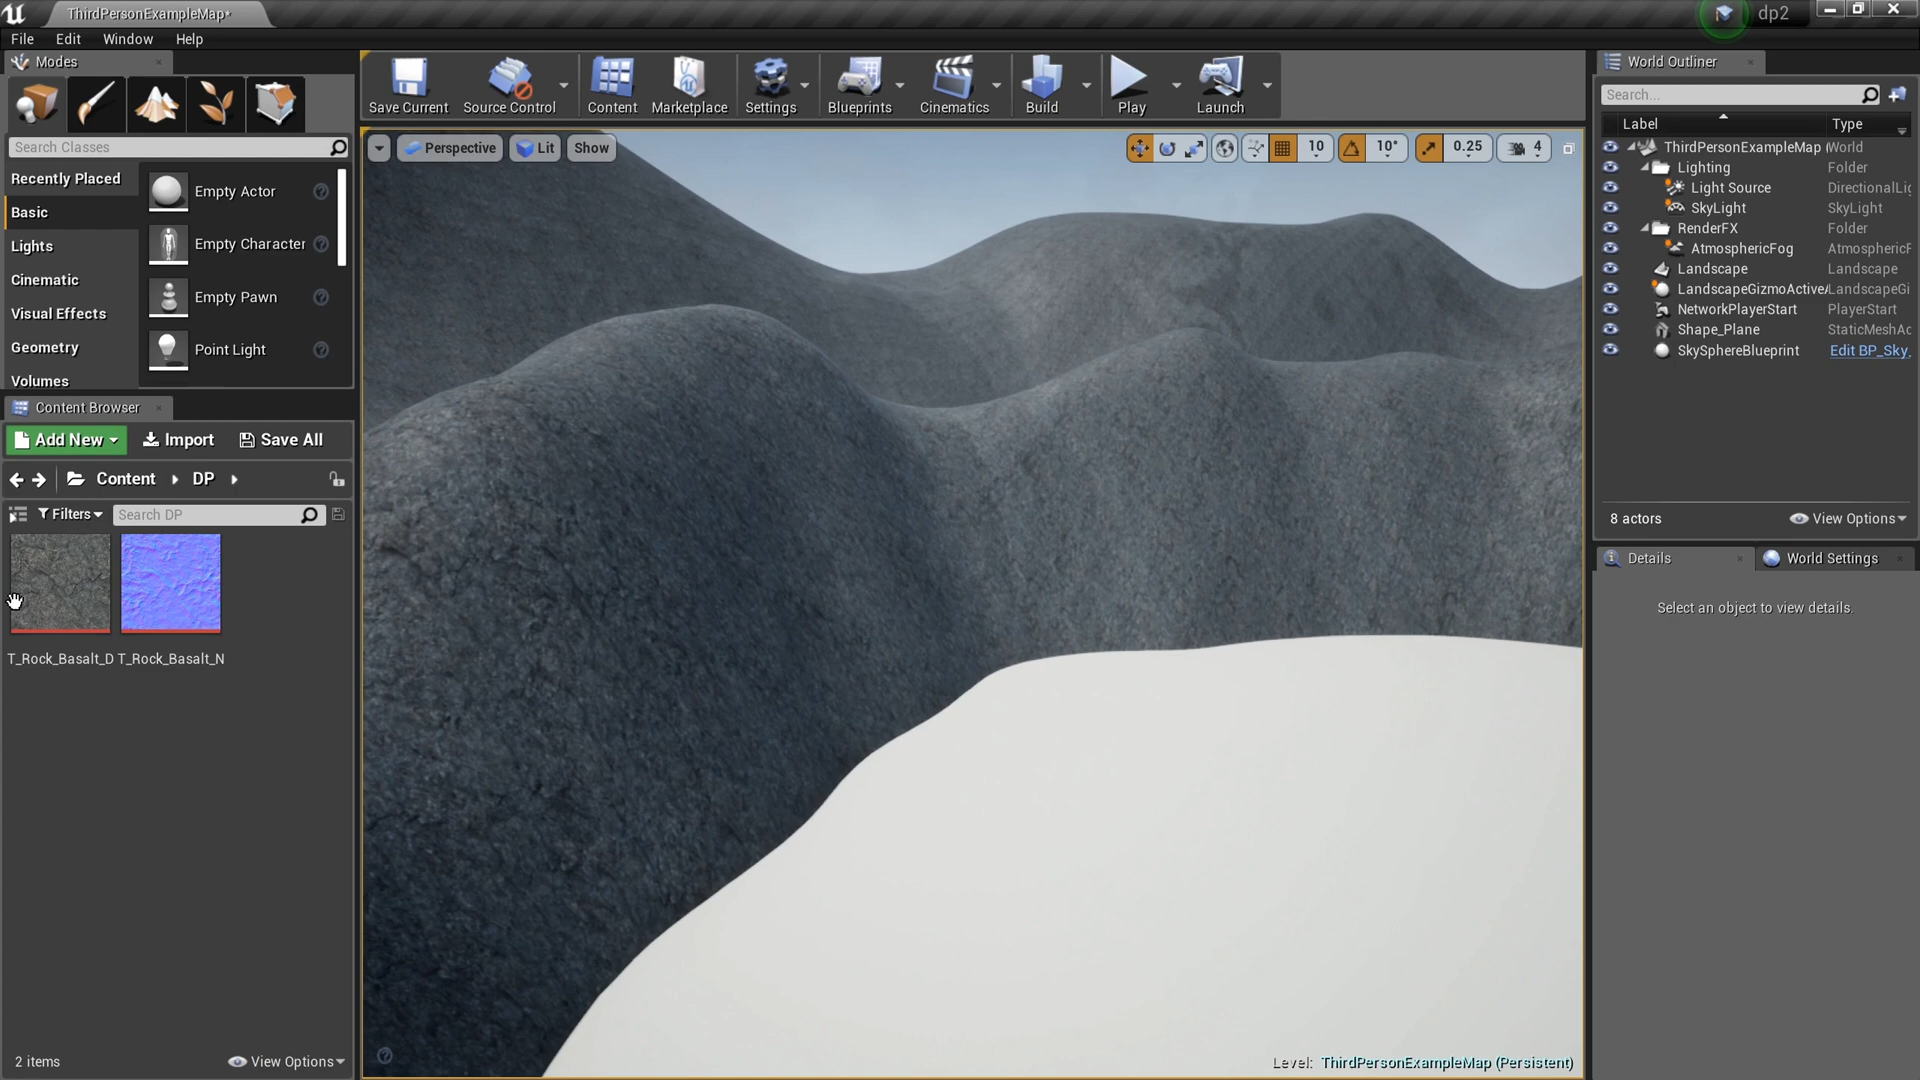 ThirdPersonExampleMap*
dp2
File Edit Window Help
Modes
Search Classes
Recently Placed
Basic
Lights
Cinematic
Visual Effects
Geometry
Volumes
Empty Actor
Empty Character
Empty Pawn
Point Light
Save Current
Source Control
Content
Marketplace
Settings
Blueprints
Cinematics
Build
Play
Launch
Perspective
Lit
Show
10
10°
0.25
4
Content Browser
Add New
Import
Save All
Content
DP
Filters
Search DP
T_Rock_Basalt_D
T_Rock_Basalt_N
2 items
View Options
Level: ThirdPersonExampleMap (Persistent)
World Outliner
Search...
Label Type
ThirdPersonExampleMap ( World
Lighting Folder
Light Source DirectionalLig
SkyLight SkyLight
RenderFX Folder
AtmosphericFog AtmosphericF
Landscape Landscape
LandscapeGizmoActiveA LandscapeGi
NetworkPlayerStart PlayerStart
Shape_Plane StaticMeshAc
SkySphereBlueprint Edit BP_Sky_
8 actors
View Options
Details
World Settings
Select an object to view details.